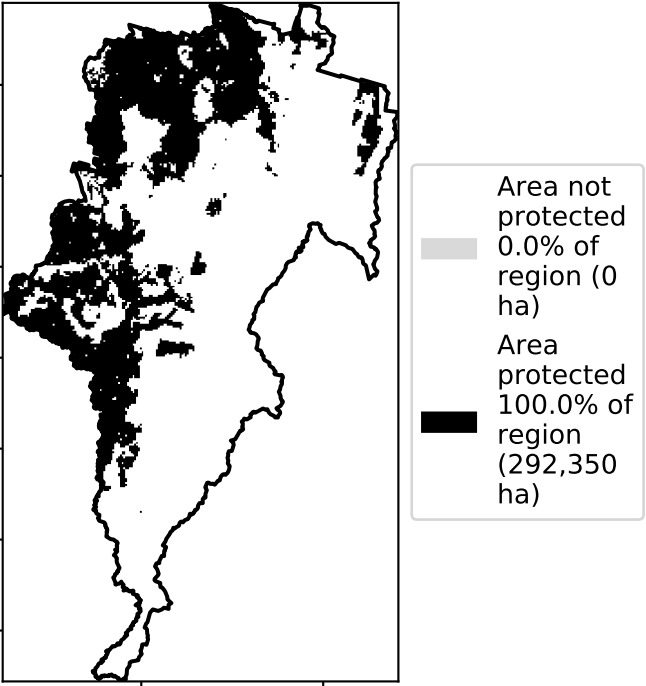 Area not
protected
0.0% of
region (0
ha)
Area
protected
100.0% of
region
(292,350
ha)